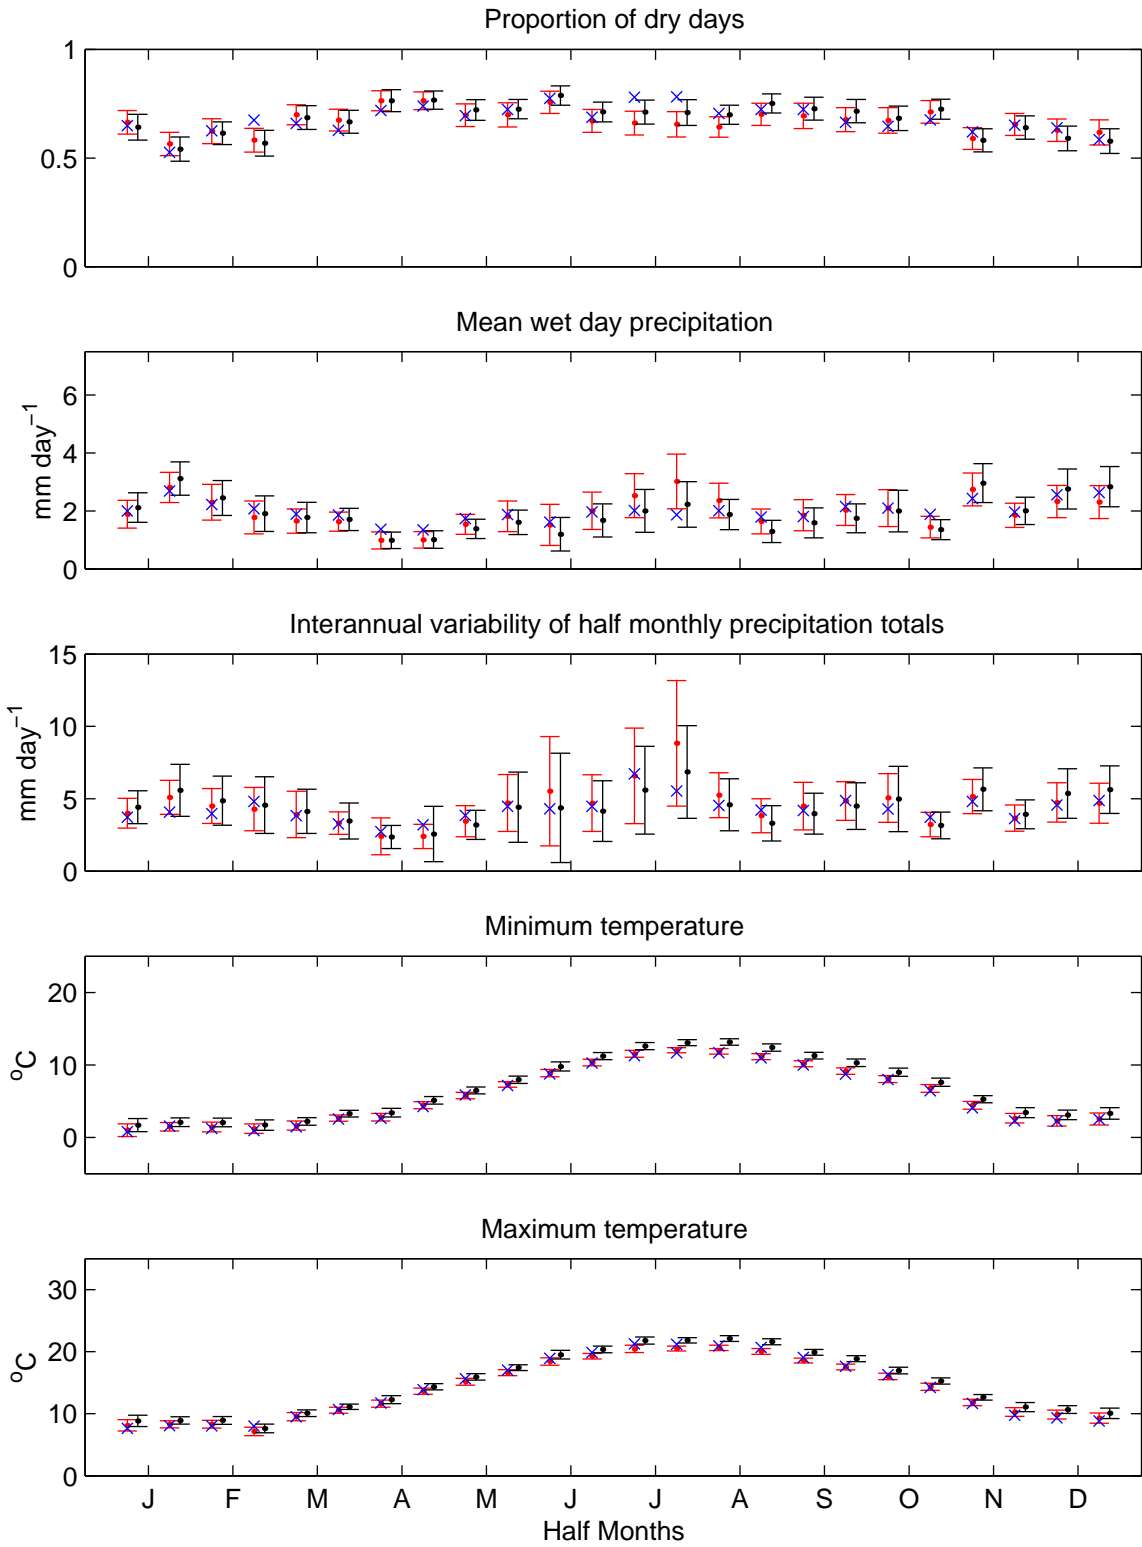 Proportion of dry days
1
0.5
0
Mean wet day precipitation
6
4
2
0
mm day⁻¹
Interannual variability of half monthly precipitation totals
15
10
5
0
mm day⁻¹
Minimum temperature
20
10
0
ºC
Maximum temperature
30
20
10
0
ºC
J F M A M J J A S O N D
Half Months